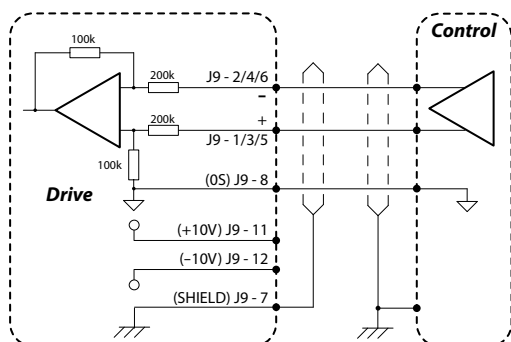 Control
100k
200k
J9 - 2/4/6
–
+
200k
J9 - 1/3/5
100k
Drive
(0S) J9 - 8
(+10V) J9 - 11
(–10V) J9 - 12
(SHIELD) J9 - 7